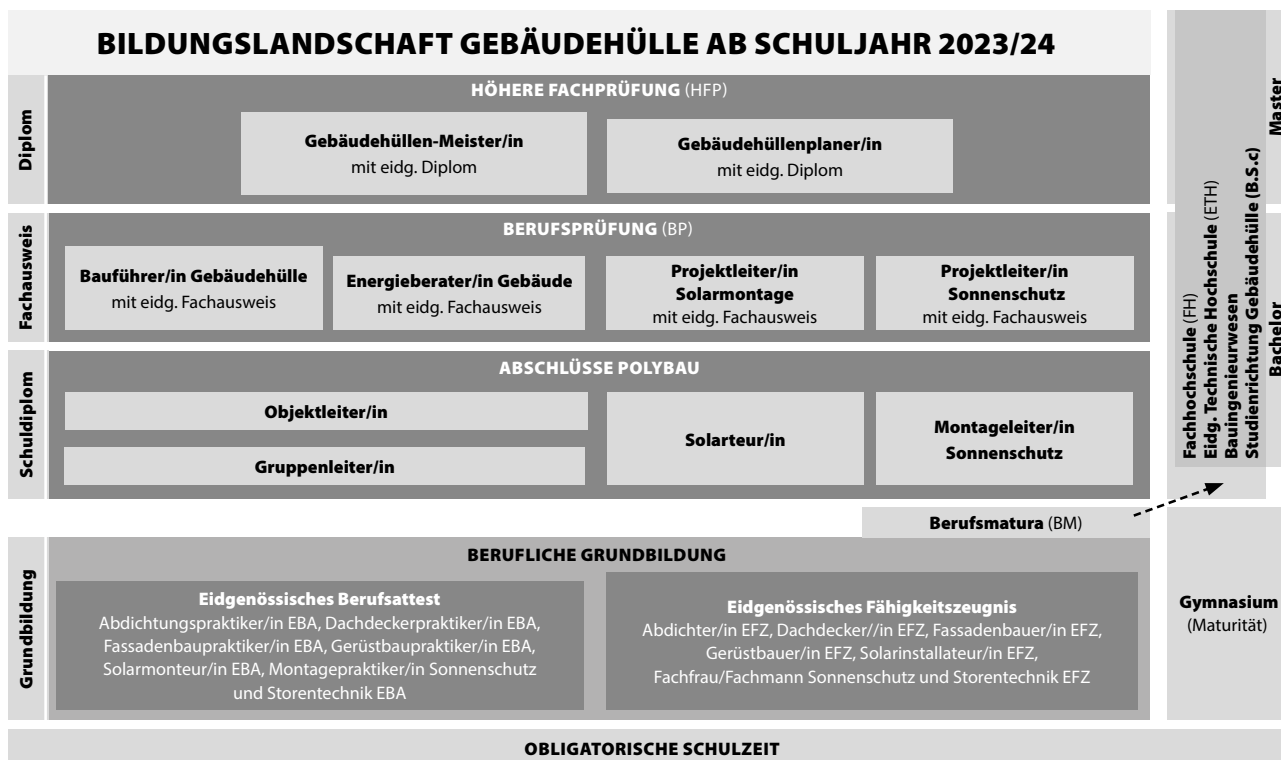 BILDUNGSLANDSCHAFT GEBÄUDEHÜLLE AB SCHULJAHR 2023/24
Diplom
HÖHERE FACHPRÜFUNG (HFP)
Gebäudehüllen-Meister/in
mit eidg. Diplom
Gebäudehüllenplaner/in
mit eidg. Diplom
Fachausweis
BERUFSPRÜFUNG (BP)
Bauführer/in Gebäudehülle
mit eidg. Fachausweis
Energieberater/in Gebäude
mit eidg. Fachausweis
Projektleiter/in
Solarmontage
mit eidg. Fachausweis
Projektleiter/in
Sonnenschutz
mit eidg. Fachausweis
Schuldiplom
ABSCHLÜSSE POLYBAU
Objektleiter/in
Gruppenleiter/in
Solarteur/in
Montageleiter/in
Sonnenschutz
Berufsmatura (BM)
Grundbildung
BERUFLICHE GRUNDBILDUNG
Eidgenössisches Berufsattest
Abdichtungspraktiker/in EBA, Dachdeckerpraktiker/in EBA,
Fassadenbaupraktiker/in EBA, Gerüstbaupraktiker/in EBA,
Solarmonteur/in EBA, Montagepraktiker/in Sonnenschutz
und Storentechnik EBA
Eidgenössisches Fähigkeitszeugnis
Abdichter/in EFZ, Dachdecker//in EFZ, Fassadenbauer/in EFZ,
Gerüstbauer/in EFZ, Solarinstallateur/in EFZ,
Fachfrau/Fachmann Sonnenschutz und Storentechnik EFZ
Fachhochschule (FH)
Eidg. Technische Hochschule (ETH)
Bauingenieurwesen
Studienrichtung Gebäudehülle (B.S.c)
Master
Bachelor
Gymnasium
(Maturität)
OBLIGATORISCHE SCHULZEIT